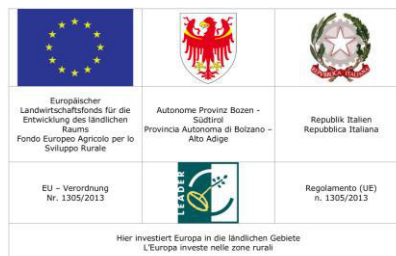 Europäischer
Landwirtschaftsfonds für die
Entwicklung des ländlichen
Raums
Fondo Europeo Agricolo per lo
Sviluppo Rurale
Autonome Provinz Bozen -
Südtirol
Provincia Autonoma di Bolzano –
Alto Adige
Republik Italien
Repubblica Italiana
EU – Verordnung
Nr. 1305/2013
LEADER
Regolamento (UE)
n. 1305/2013
Hier investiert Europa in die ländlichen Gebiete
L'Europa investe nelle zone rurali